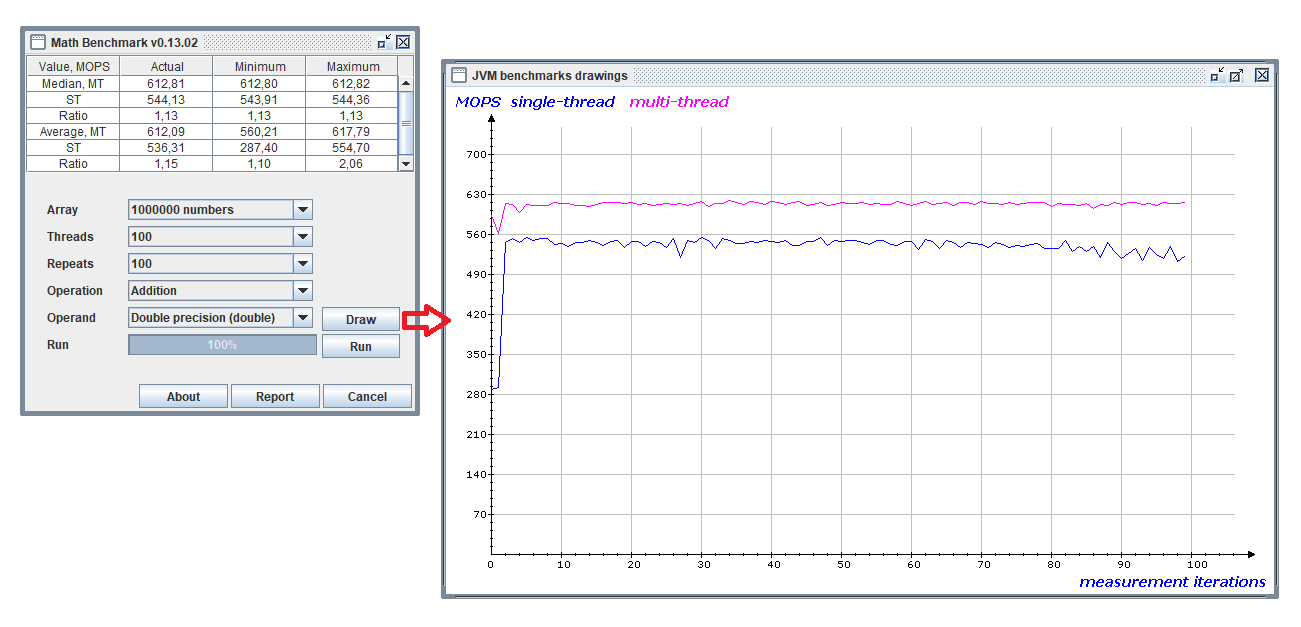 Math Benchmark v0.13.02
Value, MOPS Actual Minimum Maximum
Median, MT 612,81 612,80 612,82
ST 544,13 543,91 544,36
Ratio 1,13 1,13 1,13
Average, MT 612,09 560,21 617,79
ST 536,31 287,40 554,70
Ratio 1,15 1,10 2,06
Array 1000000 numbers
Threads 100
Repeats 100
Operation Addition
Operand Double precision (double) Draw
Run 100% Run
About Report Cancel
JVM benchmarks drawings
MOPS single-thread multi-thread
700
630
560
490
420
350
280
210
140
70
0 10 20 30 40 50 60 70 80 90 100
measurement iterations